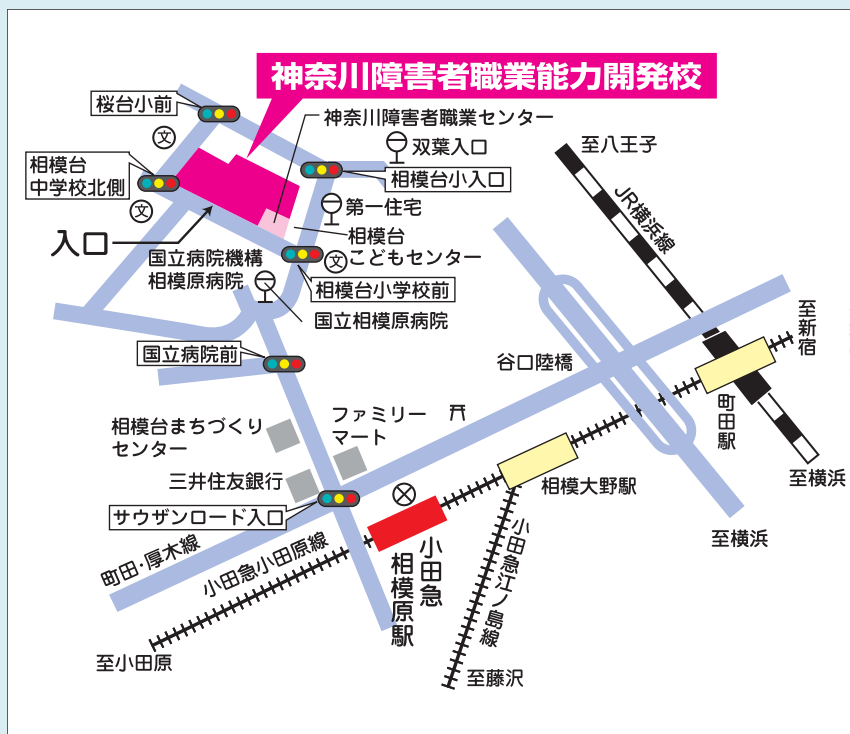 神奈川障害者職業能力開発校
桜台小前
神奈川障害者職業センター
文
双葉入口
至八王子
相模台
中学校北側
相模台小入口
文
第一住宅
JR横浜線
入口
相模台
こどもセンター
文
国立病院機構
相模原病院
相模台小学校前
国立相模原病院
至新宿
国立病院前
谷口陸橋
町田駅
ファミリー
マート
相模台まちづくり
センター
三井住友銀行
相模大野駅
至横浜
サウザンロード入口
至横浜
町田・厚木線
小田急小田原線
小田急
相模原駅
小田急江ノ島線
至小田原
至藤沢